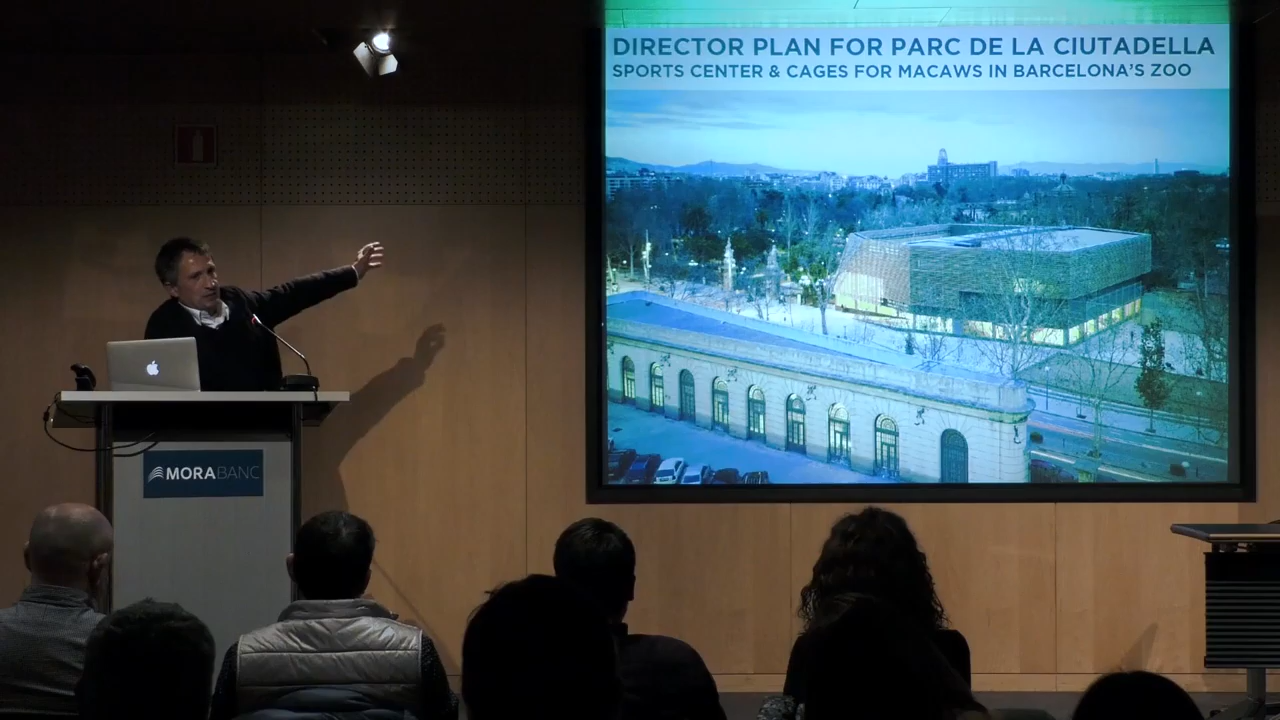 DIRECTOR PLAN FOR PARC DE LA CIUTADELLA
SPORTS CENTER & CAGES FOR MACAWS IN BARCELONA'S ZOO
MORABANC